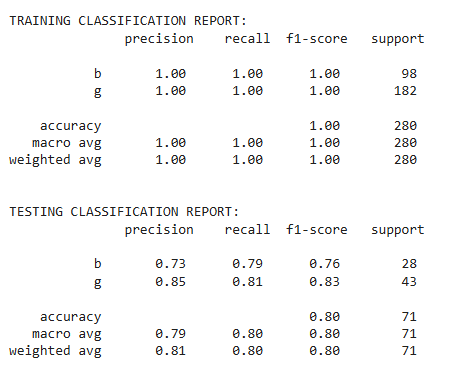 TRAINING CLASSIFICATION REPORT:
precision recall f1-score support
b 1.00 1.00 1.00 98
g 1.00 1.00 1.00 182
accuracy 1.00 280
macro avg 1.00 1.00 1.00 280
weighted avg 1.00 1.00 1.00 280
TESTING CLASSIFICATION REPORT:
precision recall f1-score support
b 0.73 0.79 0.76 28
g 0.85 0.81 0.83 43
accuracy 0.80 71
macro avg 0.79 0.80 0.80 71
weighted avg 0.81 0.80 0.80 71